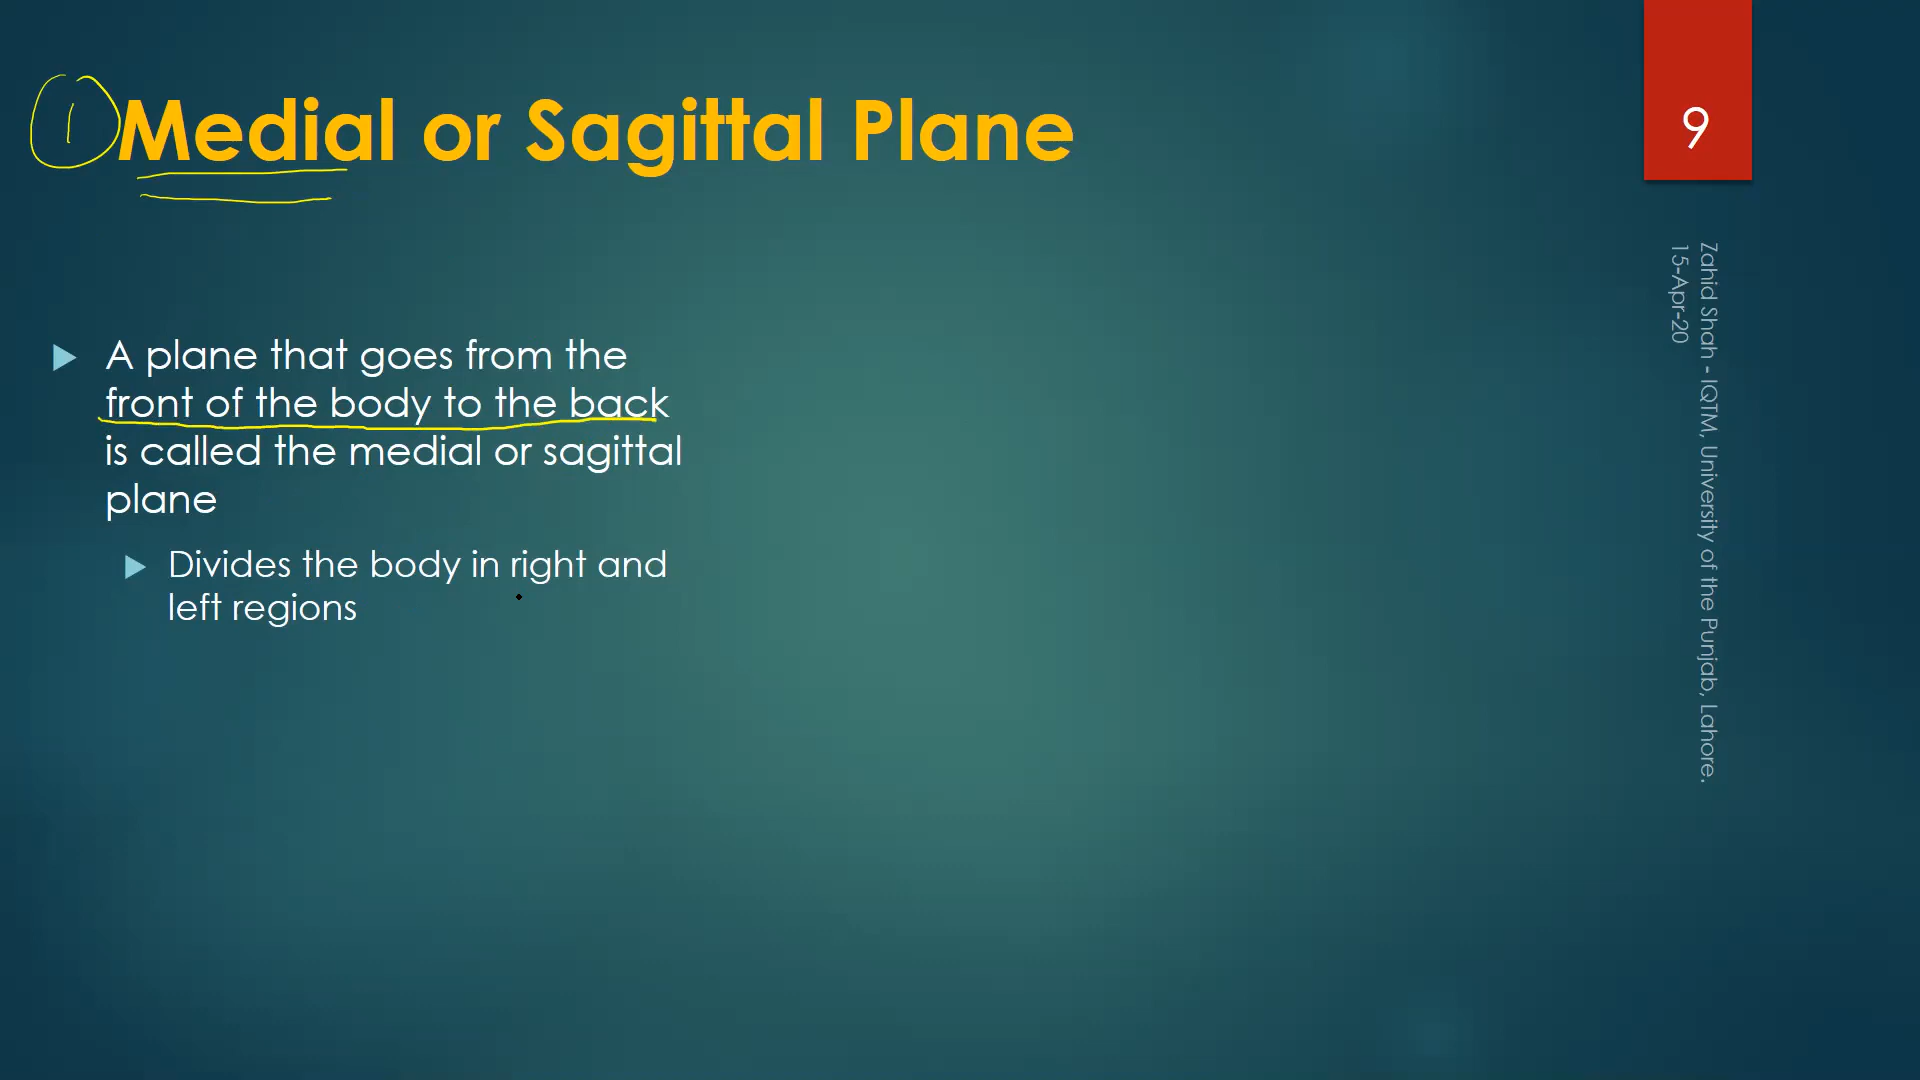 1
Medial or Sagittal Plane
9
A plane that goes from the
front of the body to the back
is called the medial or sagittal
plane
Divides the body in right and
left regions
Zahid Shah - IQTM, University of the Punjab, Lahore.
15-Apr-20